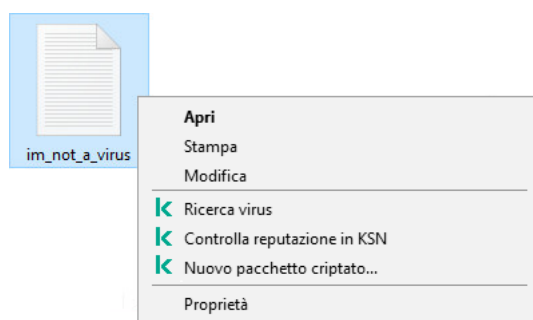 im_not_a_virus
Apri
Stampa
Modifica
Ricerca virus
Controlla reputazione in KSN
Nuovo pacchetto criptato...
Proprietà